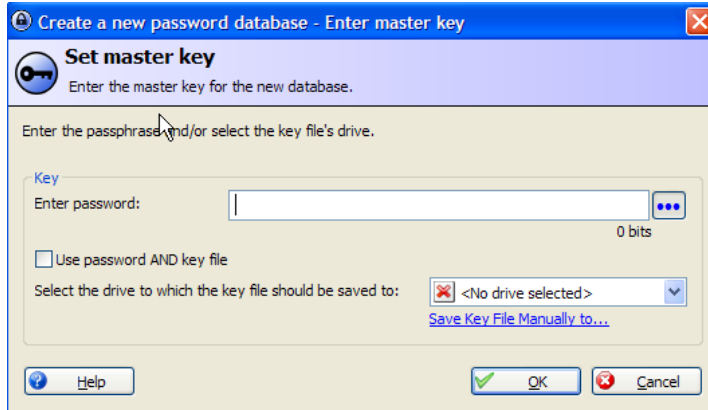 Create a new password database - Enter master key
Set master key
Enter the master key for the new database.
Enter the passphrase and/or select the key file's drive.
Key
Enter password:
0 bits
Use password AND key file
Select the drive to which the key file should be saved to: <No drive selected>
Save Key File Manually to...
Help OK Cancel